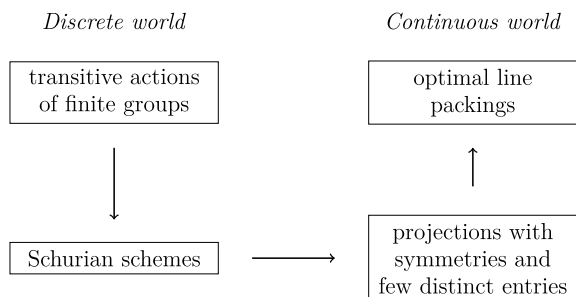 Discrete world
Continuous world
transitive actions
of finite groups
optimal line
packings
Schurian schemes
projections with
symmetries and
few distinct entries